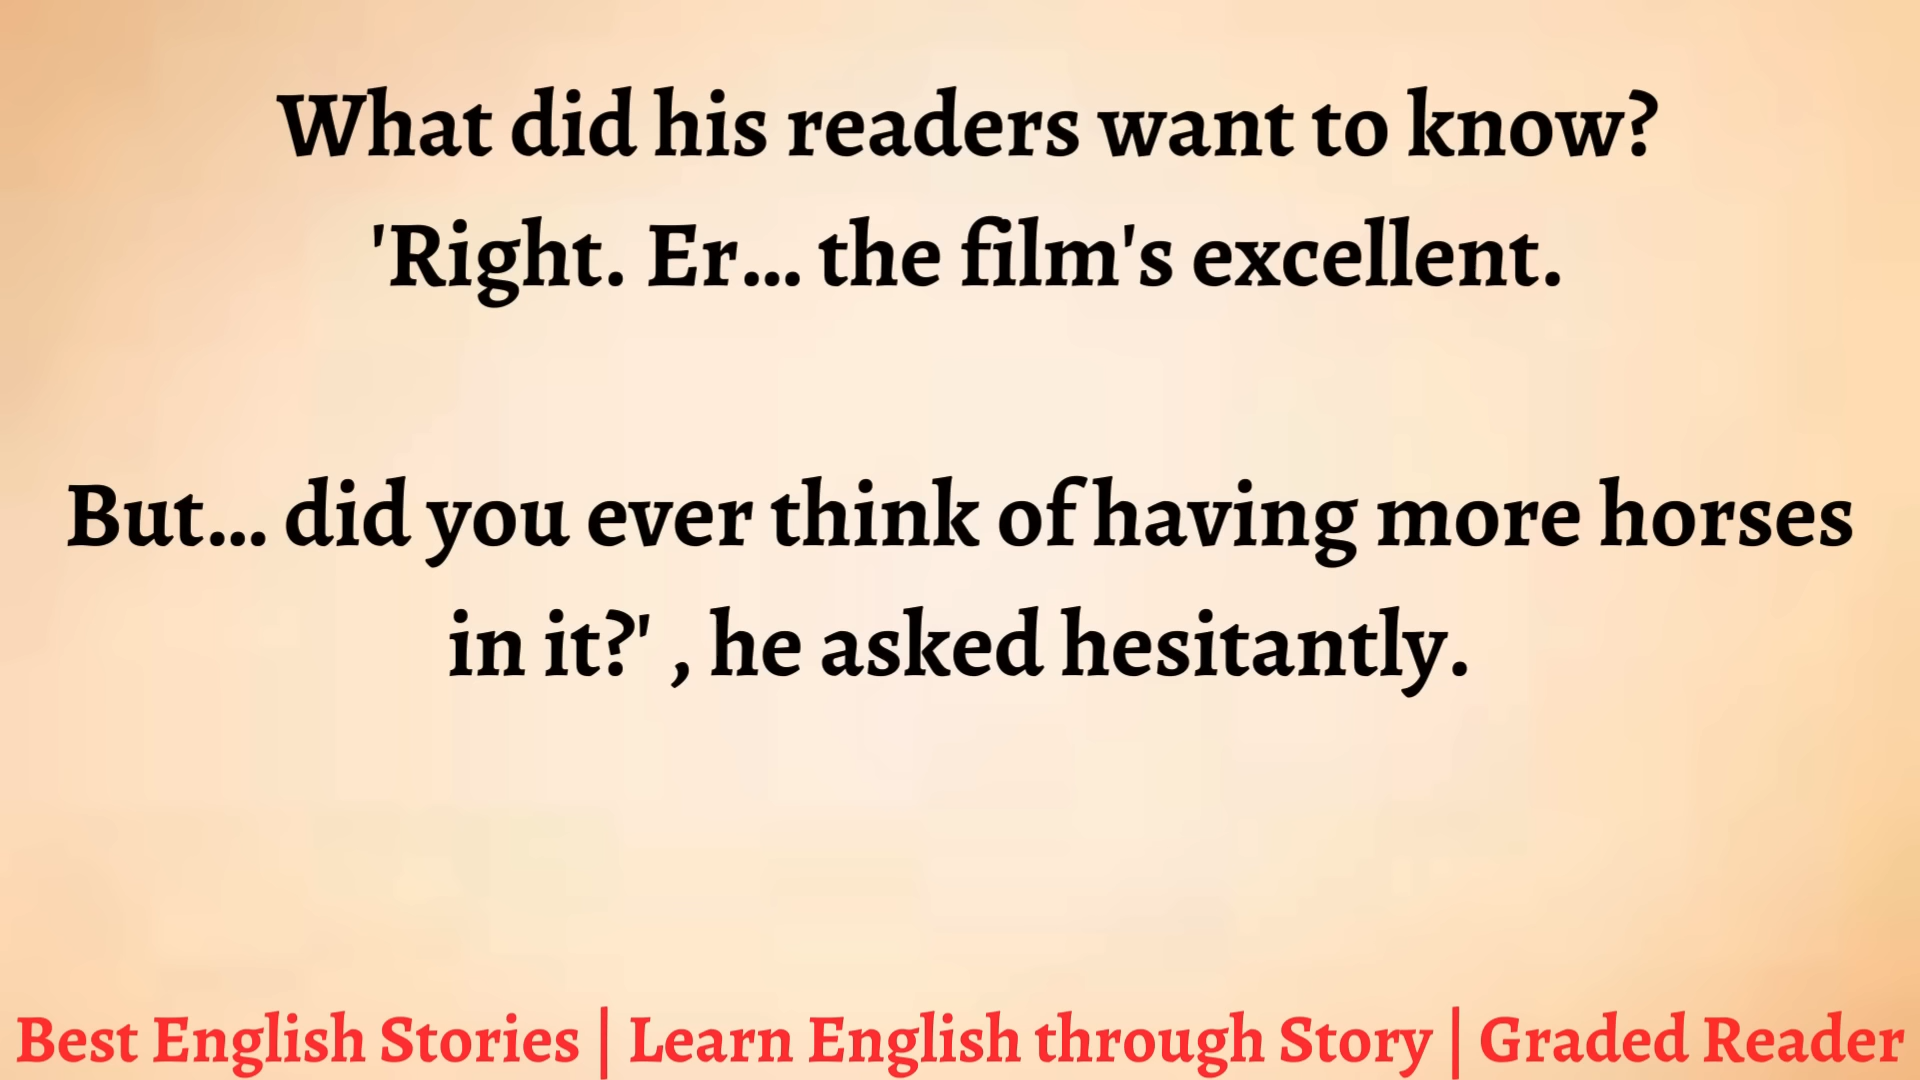 What did his readers want to know?
'Right. Er... the film's excellent.
But... did you ever think of having more horses
in it?' , he asked hesitantly.
Best English Stories | Learn English through Story | Graded Reader